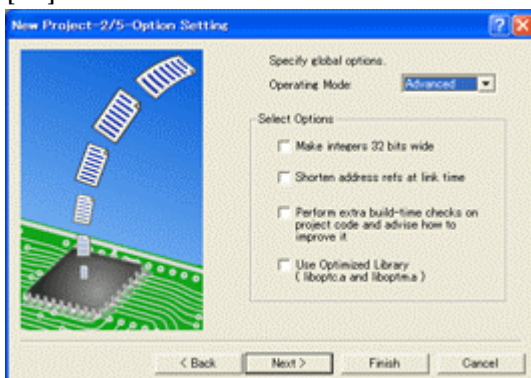 New Project-2/5-Option Setting
Specify global options.
Operating Mode:
Advanced
Select Options
Make integers 32 bits wide
Shorten address refs at link time
Perform extra build-time checks on
project code and advise how to
improve it
Use Optimized Library
( liboptc.a and liboptm.a )
< Back
Next >
Finish
Cancel